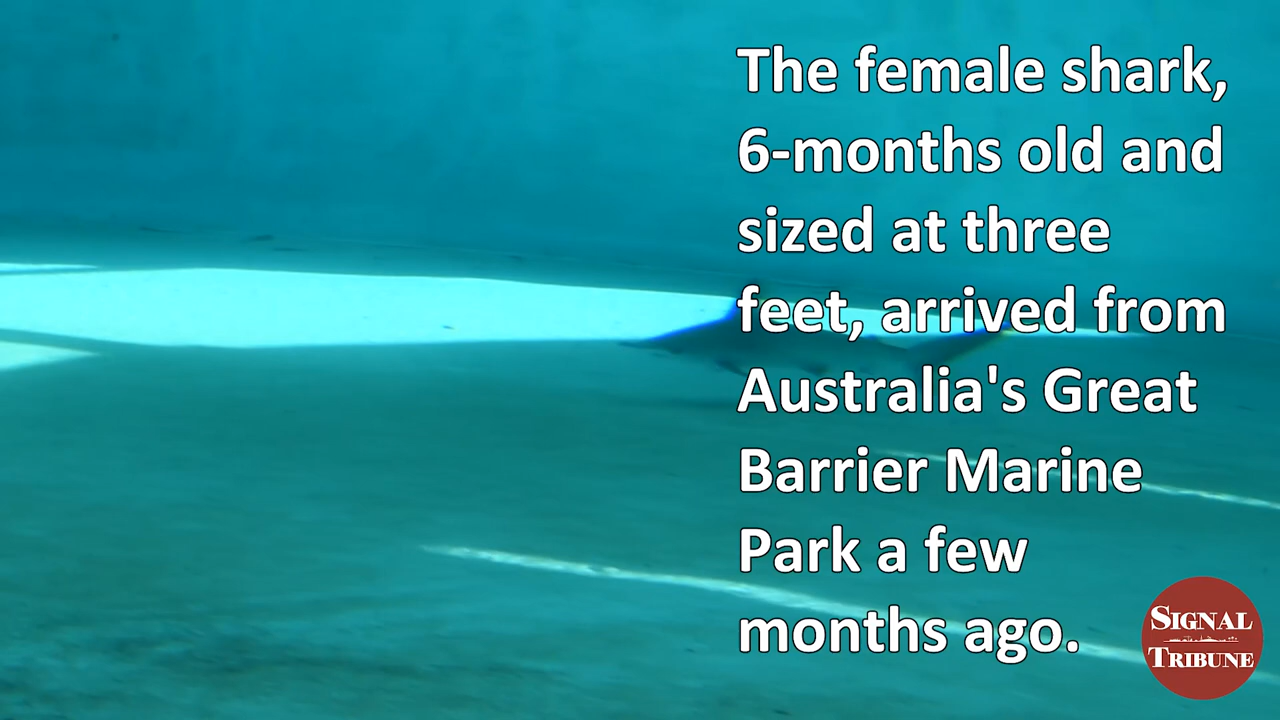 The female shark,
6-months old and
sized at three
feet, arrived from
Australia's Great
Barrier Marine
Park a few
months ago.
SIGNAL
TRIBUNE